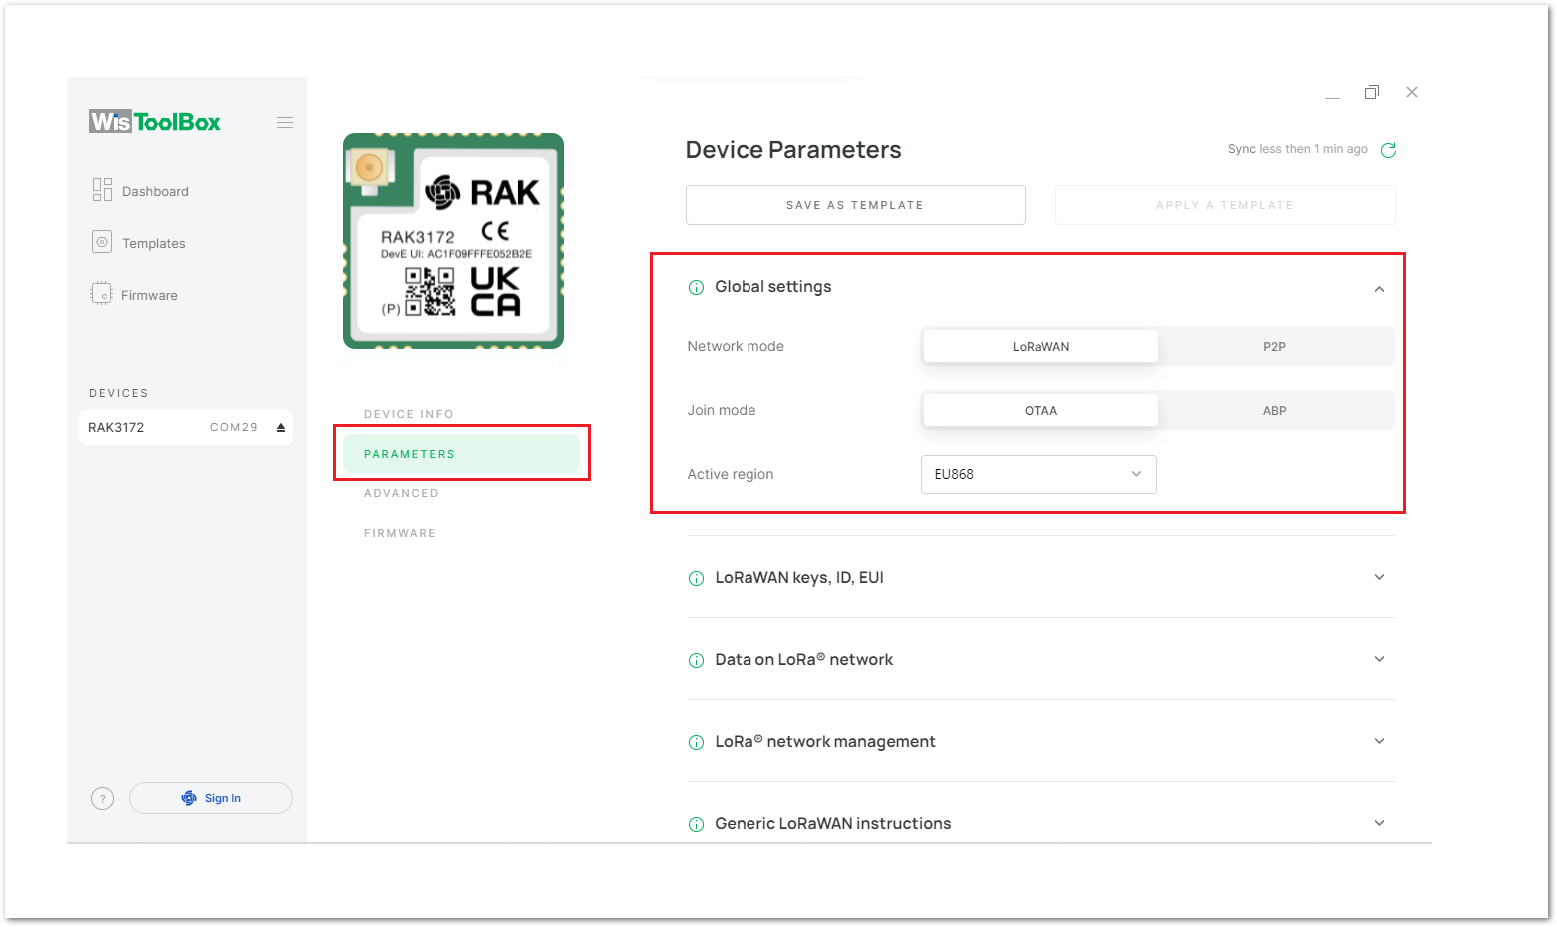 WisToolBox
Dashboard
Templates
Firmware
DEVICES
RAK3172 COM29
? Sign In
RAK
RAK3172
DevE UI: AC1F09FFFE052B2E
(P) UK
CA
DEVICE INFO
PARAMETERS
ADVANCED
FIRMWARE
Device Parameters
Sync less then 1 min ago
SAVE AS TEMPLATE APPLY A TEMPLATE
Global settings
Network mode LoRaWAN P2P
Join mode OTAA ABP
Active region EU868
LoRaWAN keys, ID, EUI
Data on LoRa® network
LoRa® network management
Generic LoRaWAN instructions